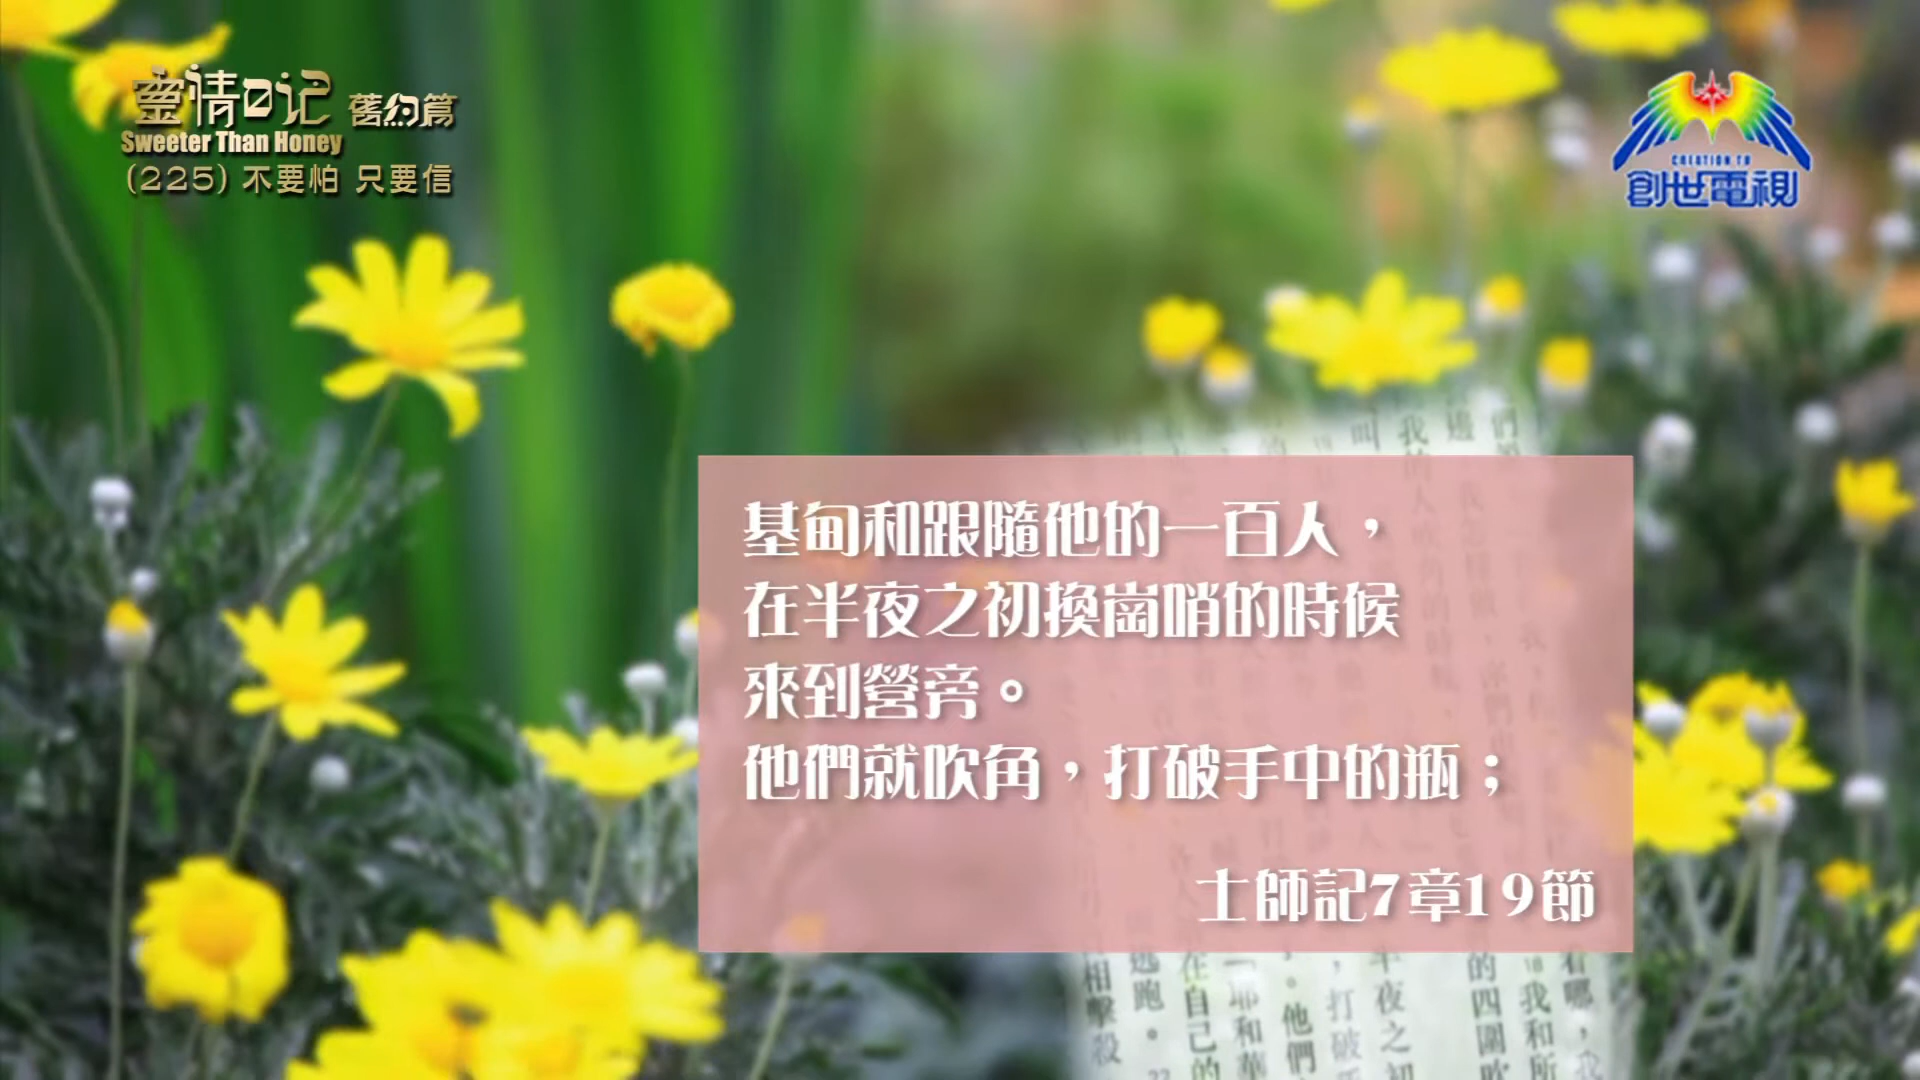 靈情日记 舊約篇
Sweeter Than Honey
(225) 不要怕 只要信
CREATION TV
創世電視
基甸和跟隨他的一百人，
在半夜之初換崗哨的時候
來到營旁。
他們就吹角，打破手中的瓶；
士師記7章19節